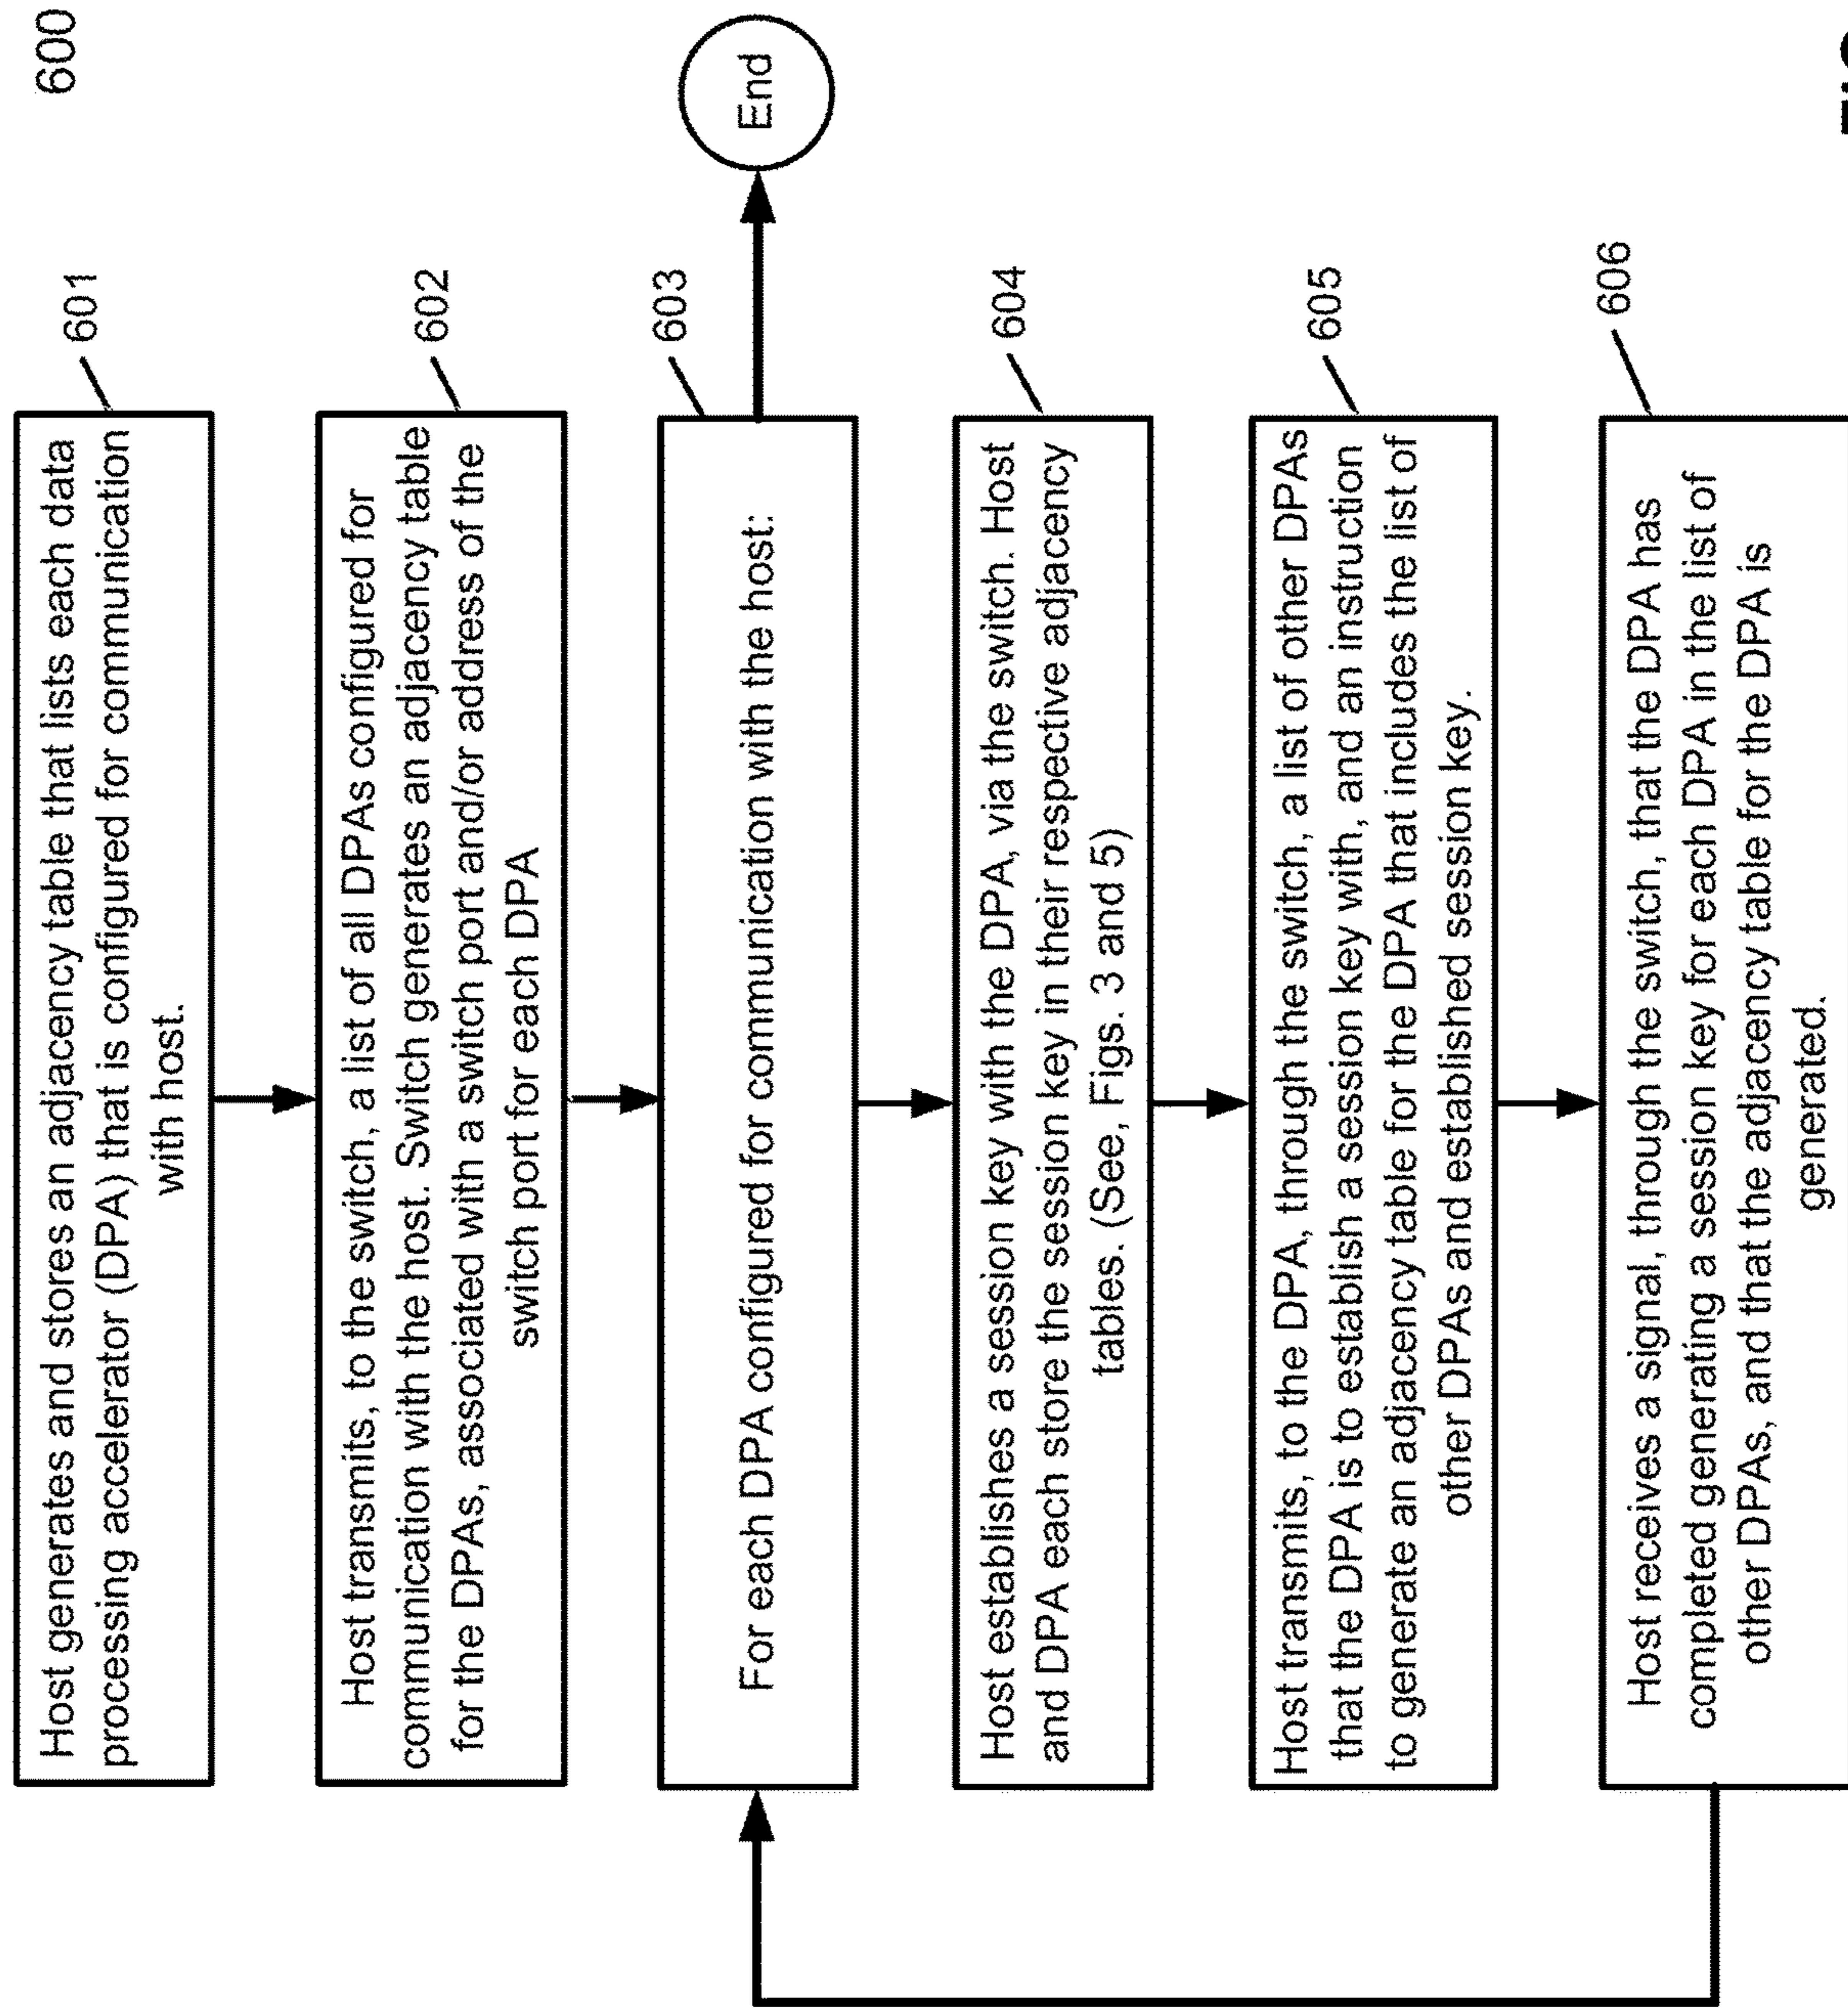 600
601
Host generates and stores an adjacency table that lists each data
processing accelerator (DPA) that is configured for communication
with host.
602
Host transmits, to the switch, a list of all DPAs configured for
communication with the host. Switch generates an adjacency table
for the DPAs, associated with a switch port and/or address of the
switch port for each DPA
603
For each DPA configured for communication with the host:
End
604
Host establishes a session key with the DPA, via the switch. Host
and DPA each store the session key in their respective adjacency
tables. (See, Figs. 3 and 5)
605
Host transmits, to the DPA, through the switch, a list of other DPAs
that the DPA is to establish a session key with, and an instruction
to generate an adjacency table for the DPA that includes the list of
other DPAs and established session key.
606
Host receives a signal, through the switch, that the DPA has
completed generating a session key for each DPA in the list of
other DPAs, and that the adjacency table for the DPA is
generated.